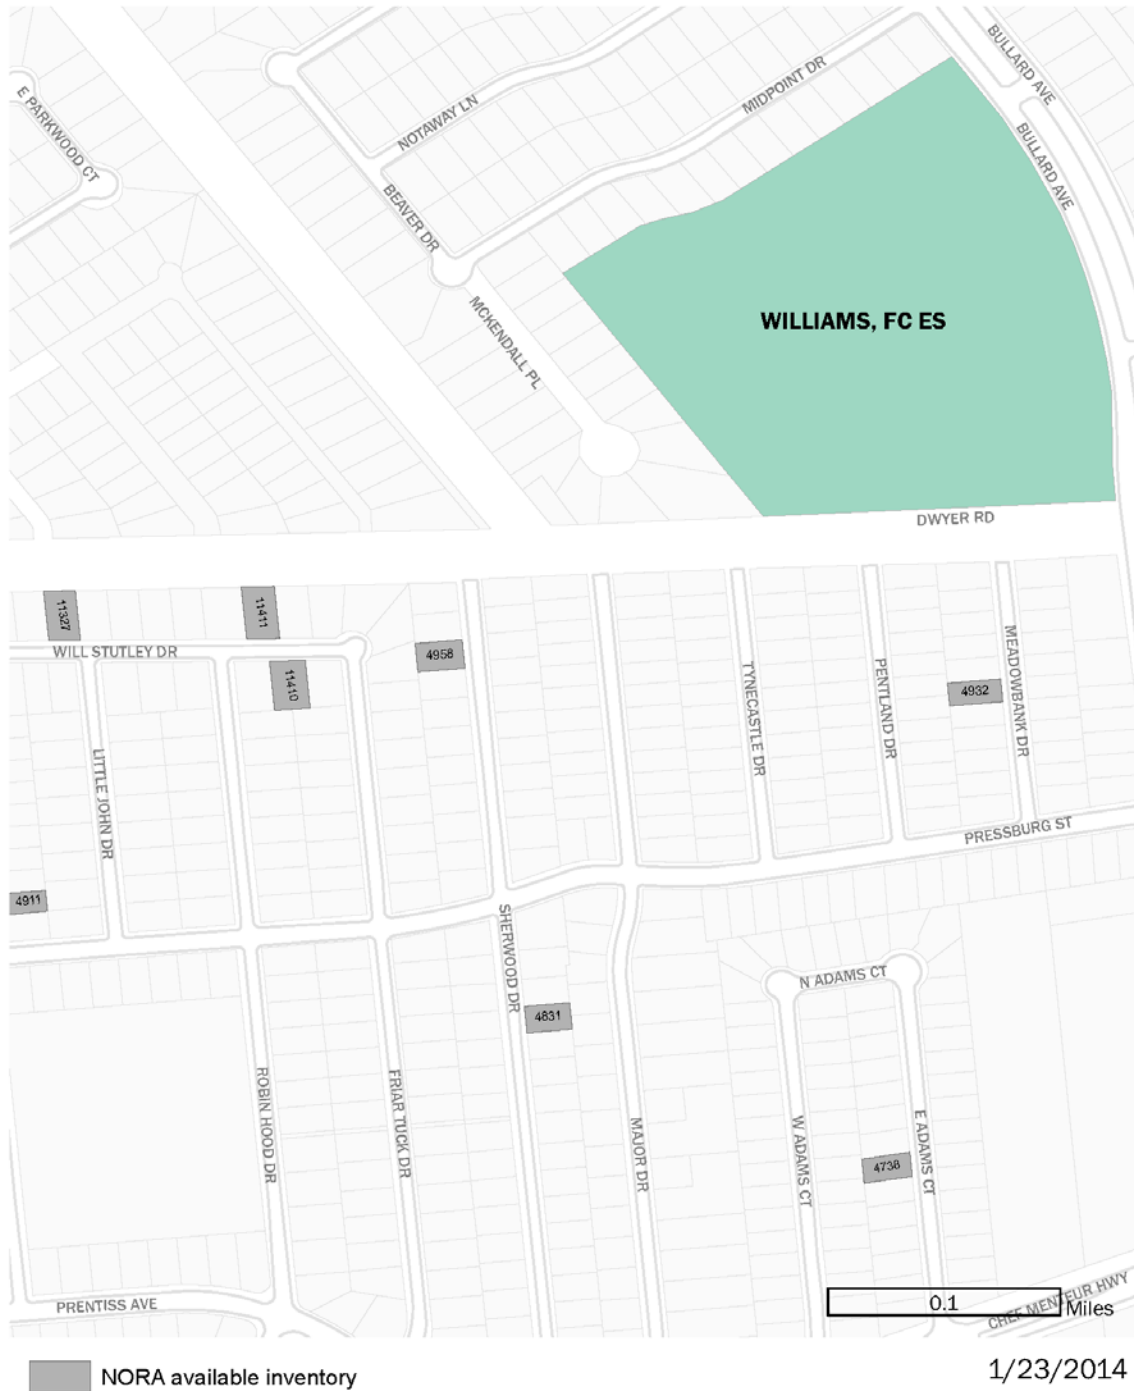 BULLARD AVE
MIDPOINT DR
E PARKWOOD CT
NOTAWAY LN
BULLARD AVE
BEAVER DR
MCKENDALL PL
WILLIAMS, FC ES
DWYER RD
11327
11411
WILL STUTLEY DR
4958
11410
4932
MEADOWBANK DR
TYNECASTLE DR
PENTLAND DR
LITTLE JOHN DR
PRESSBURG ST
4911
SHERWOOD DR
N ADAMS CT
4831
ROBIN HOOD DR
FRIAR TUCK DR
MAJOR DR
W ADAMS CT
E ADAMS CT
4738
PRENTISS AVE
0.1 Miles
CHEF MENTEUR HWY
NORA available inventory
1/23/2014